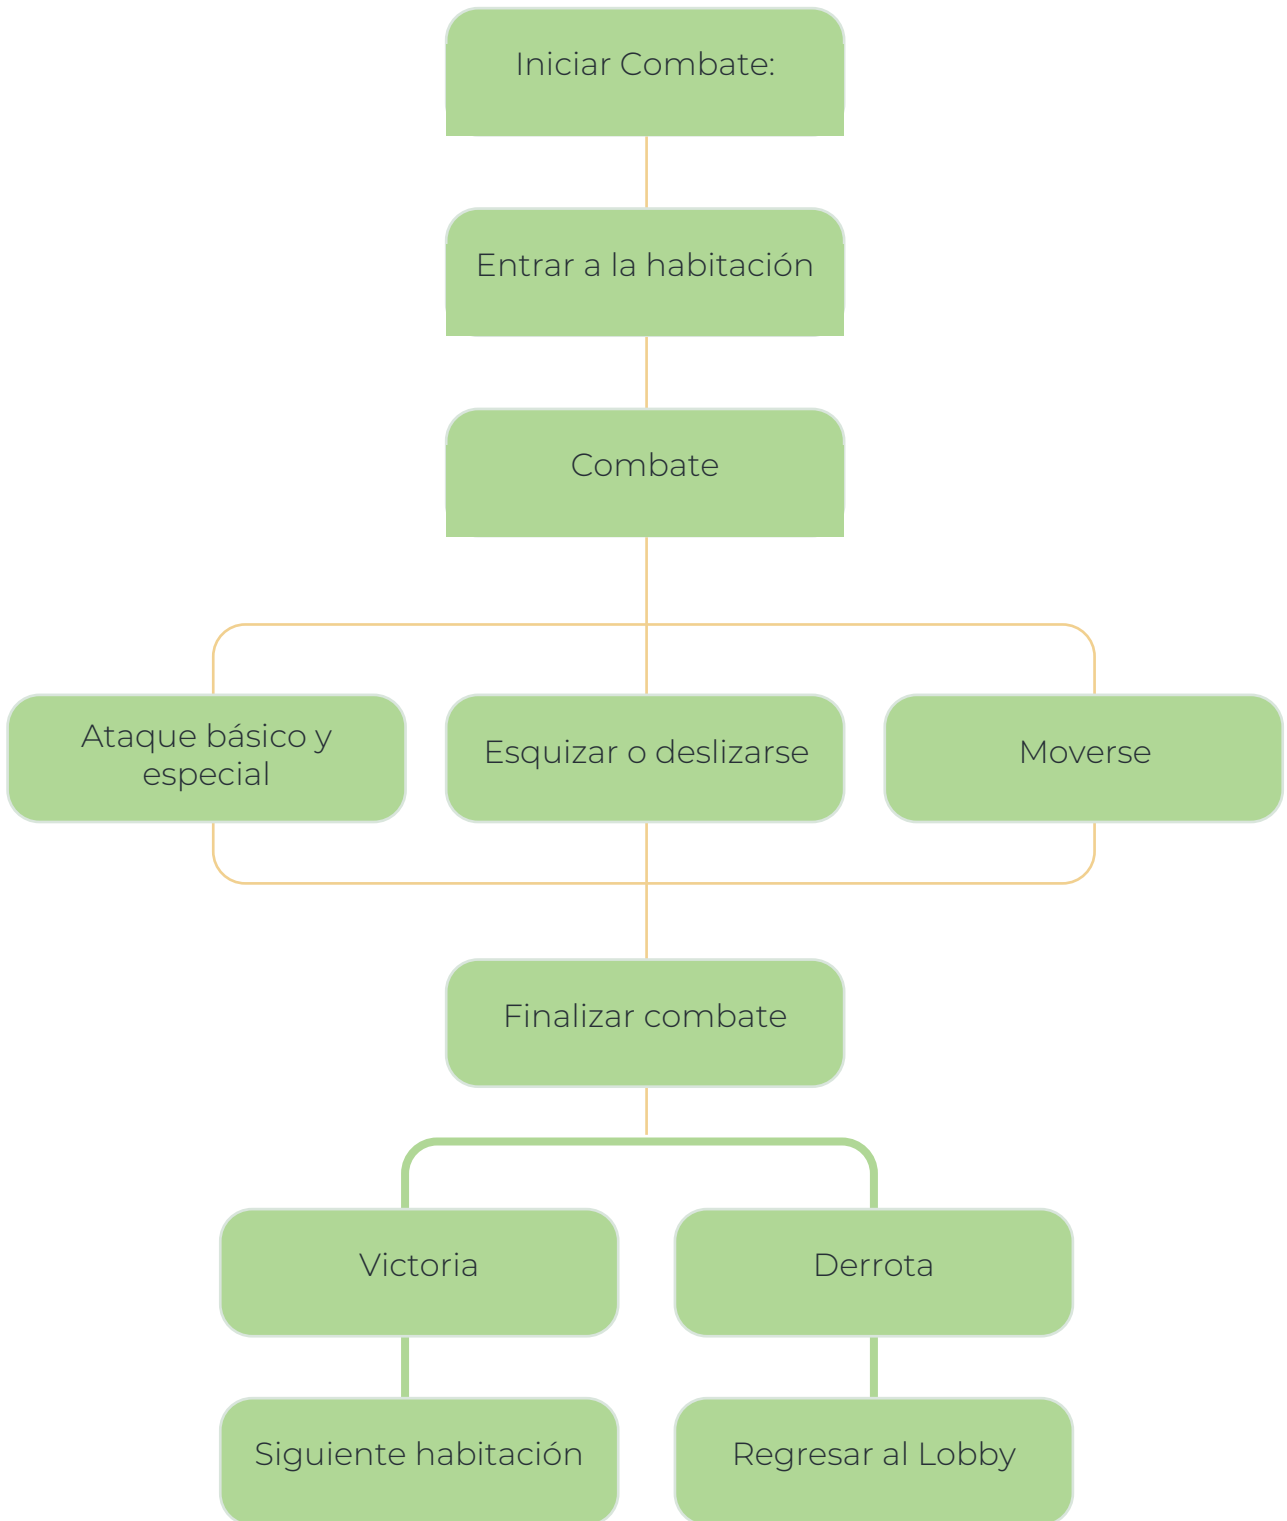 Iniciar Combate:
Entrar a la habitación
Combate
Ataque básico y
especial
Esquizar o deslizarse
Moverse
Finalizar combate
Victoria
Derrota
Siguiente habitación
Regresar al Lobby